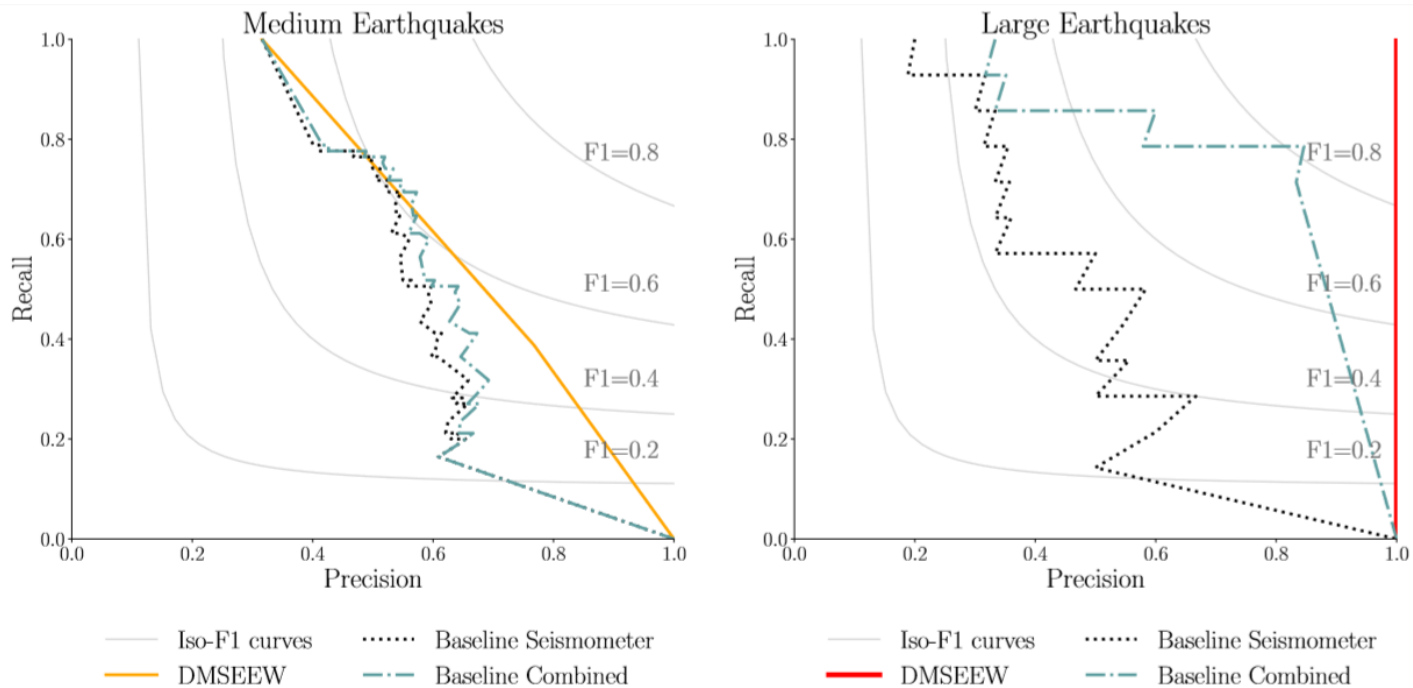 Medium Earthquakes
1.0
0.8
0.6
0.4
0.2
0.0
Recall
F1=0.8
F1=0.6
F1=0.4
F1=0.2
0.0 0.2 0.4 0.6 0.8 1.0
Precision
Iso-F1 curves
DMSEEW
Baseline Seismometer
Baseline Combined
Large Earthquakes
1.0
0.8
0.6
0.4
0.2
0.0
Recall
F1=0.8
F1=0.6
F1=0.4
F1=0.2
0.0 0.2 0.4 0.6 0.8 1.0
Precision
Iso-F1 curves
DMSEEW
Baseline Seismometer
Baseline Combined